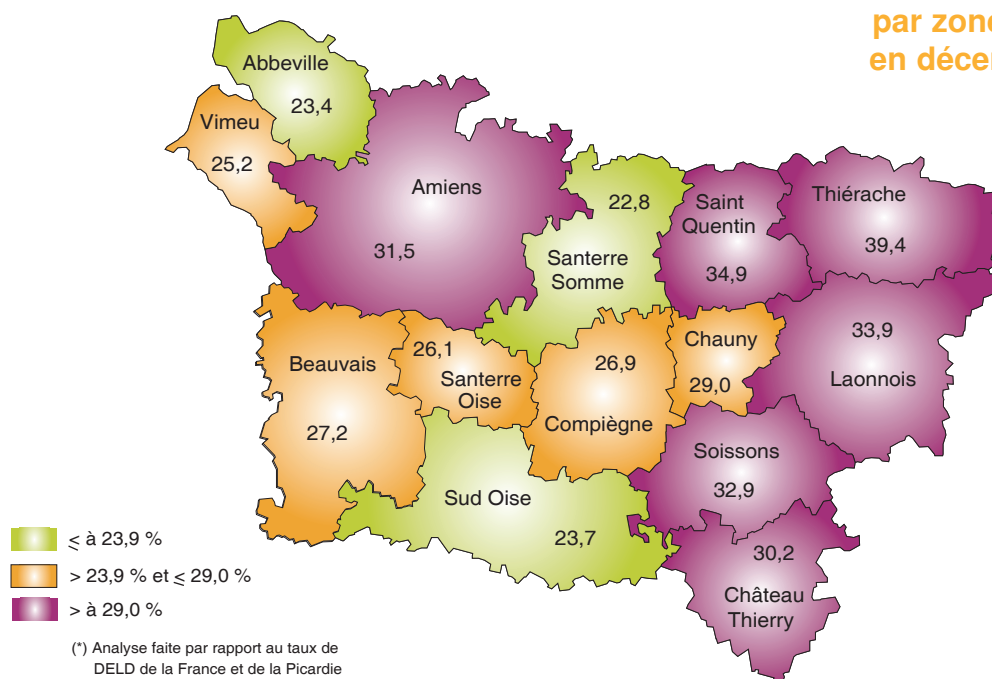 par zone
en décem
Abbeville
23,4
Vimeu
25,2
Amiens
31,5
22,8
Santerre
Somme
Saint
Quentin
34,9
Thiérache
39,4
Beauvais
27,2
26,1
Santerre
Oise
26,9
Compiègne
Chauny
29,0
33,9
Laonnois
Soissons
32,9
Sud Oise
23,7
30,2
Château
Thierry
≤ à 23,9 %
> 23,9 % et ≤ 29,0 %
> à 29,0 %
(*) Analyse faite par rapport au taux de
DELD de la France et de la Picardie